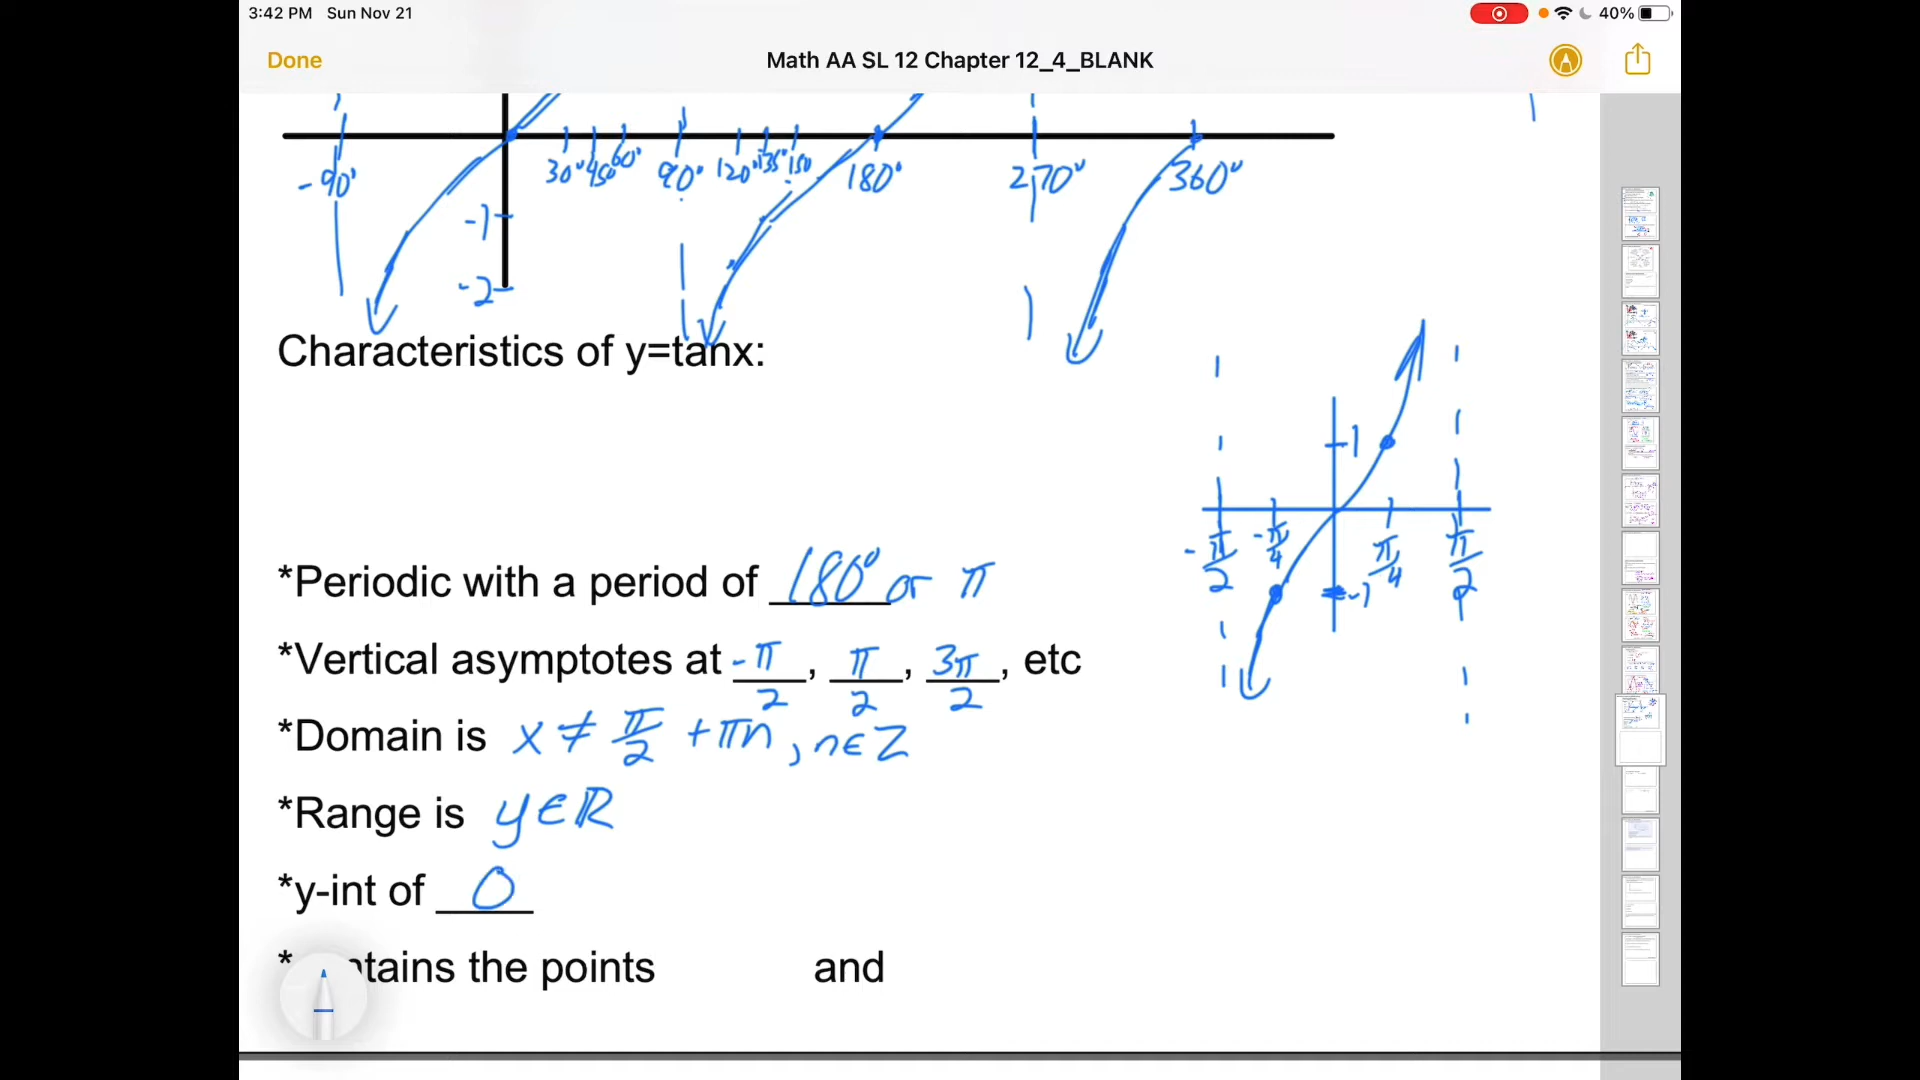 3:42 PM Sun Nov 21 40%
Done Math AA SL 12 Chapter 12_4_BLANK
-90° 30° 45° 60° 90° 120° 135° 150 180° 270° 360°
-1
-2
Characteristics of y=tanx:
1
-π/2 -π/4 π/4 π/2
-1
*Periodic with a period of 180° or π
*Vertical asymptotes at -π/2, π/2, 3π/2, etc
*Domain is x ≠ π/2 + πn, n∈Z
*Range is y∈ℝ
*y-int of 0
* ntains the points and